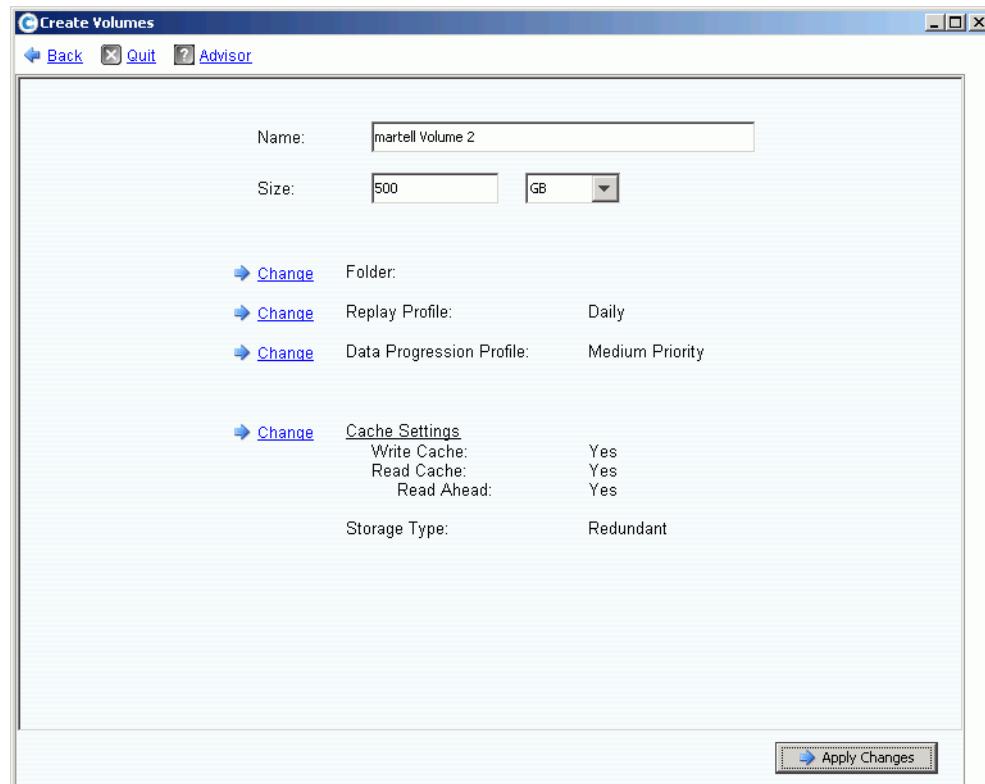 Create Volumes
Back Quit Advisor
Name: martell Volume 2
Size: 500 GB
Change Folder:
Change Replay Profile: Daily
Change Data Progression Profile: Medium Priority
Change Cache Settings
Write Cache: Yes
Read Cache: Yes
Read Ahead: Yes
Storage Type: Redundant
Apply Changes